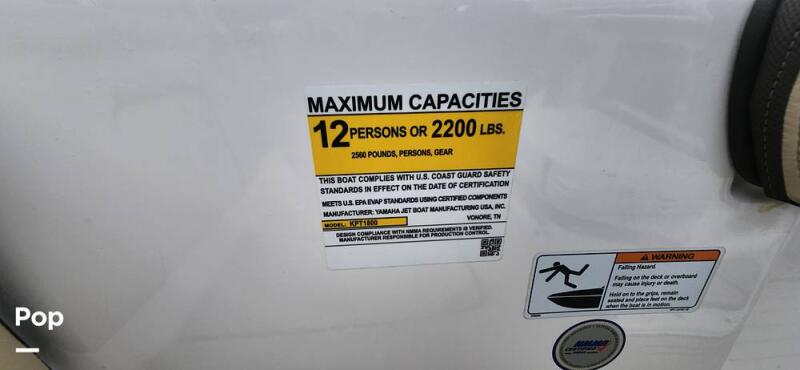 MAXIMUM CAPACITIES
12 PERSONS OR 2200 LBS.
2560 POUNDS, PERSONS, GEAR
THIS BOAT COMPLIES WITH U.S. COAST GUARD SAFETY
STANDARDS IN EFFECT ON THE DATE OF CERTIFICATION
MEETS U.S. EPA EVAP STANDARDS USING CERTIFIED COMPONENTS
MANUFACTURER: YAMAHA JET BOAT MANUFACTURING USA, INC.
MODEL: KPT1800 VONORE, TN
DESIGN COMPLIANCE WITH NMMA REQUIREMENTS IS VERIFIED.
MANUFACTURER RESPONSIBLE FOR PRODUCTION CONTROL.
WARNING
Falling Hazard.
Falling on the deck or overboard
may cause injury or death.
Hold on to the grips, remain
seated and place feet on the deck
when the boat is in motion.
NMMA
CERTIFIED
Pop